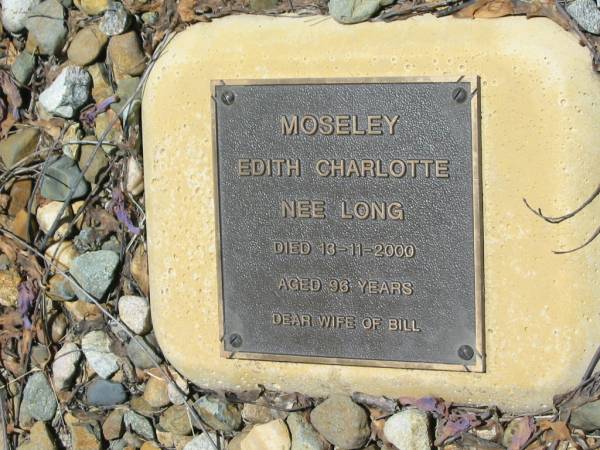 MOSELEY
EDITH CHARLOTTE
NEE LONG
DIED 13-11-2000
AGED 96 YEARS
DEAR WIFE OF BILL